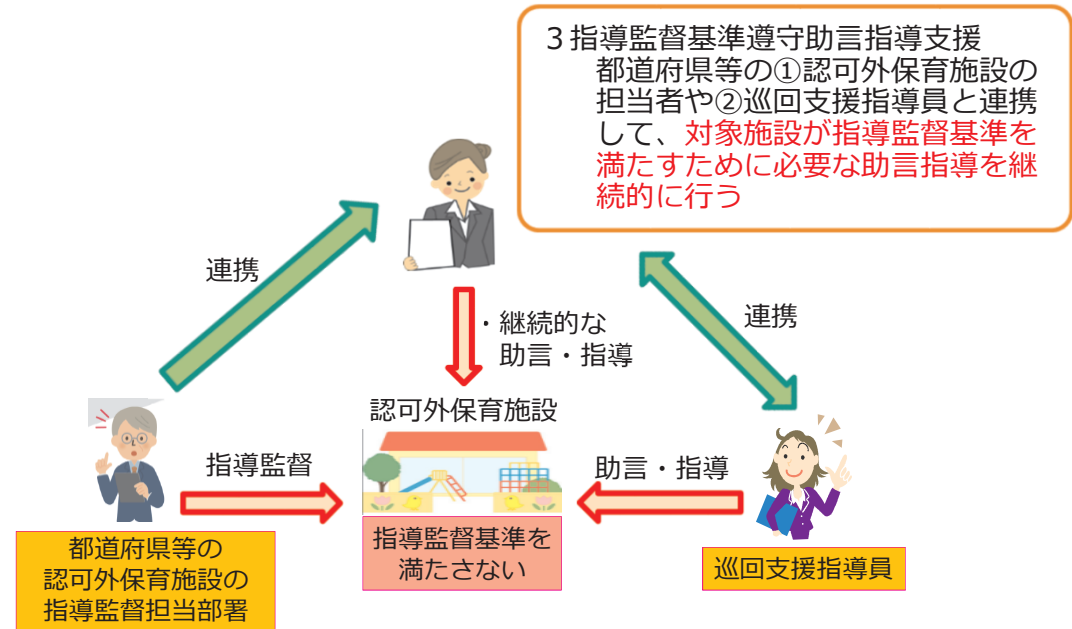 3指導監督基準遵守助言指導支援
都道府県等の①認可外保育施設の
担当者や②巡回支援指導員と連携
して、対象施設が指導監督基準を
満たすために必要な助言指導を継
続的に行う
連携
・継続的な
助言・指導
連携
認可外保育施設
指導監督
助言・指導
都道府県等の
認可外保育施設の
指導監督担当部署
指導監督基準を
満たさない
巡回支援指導員